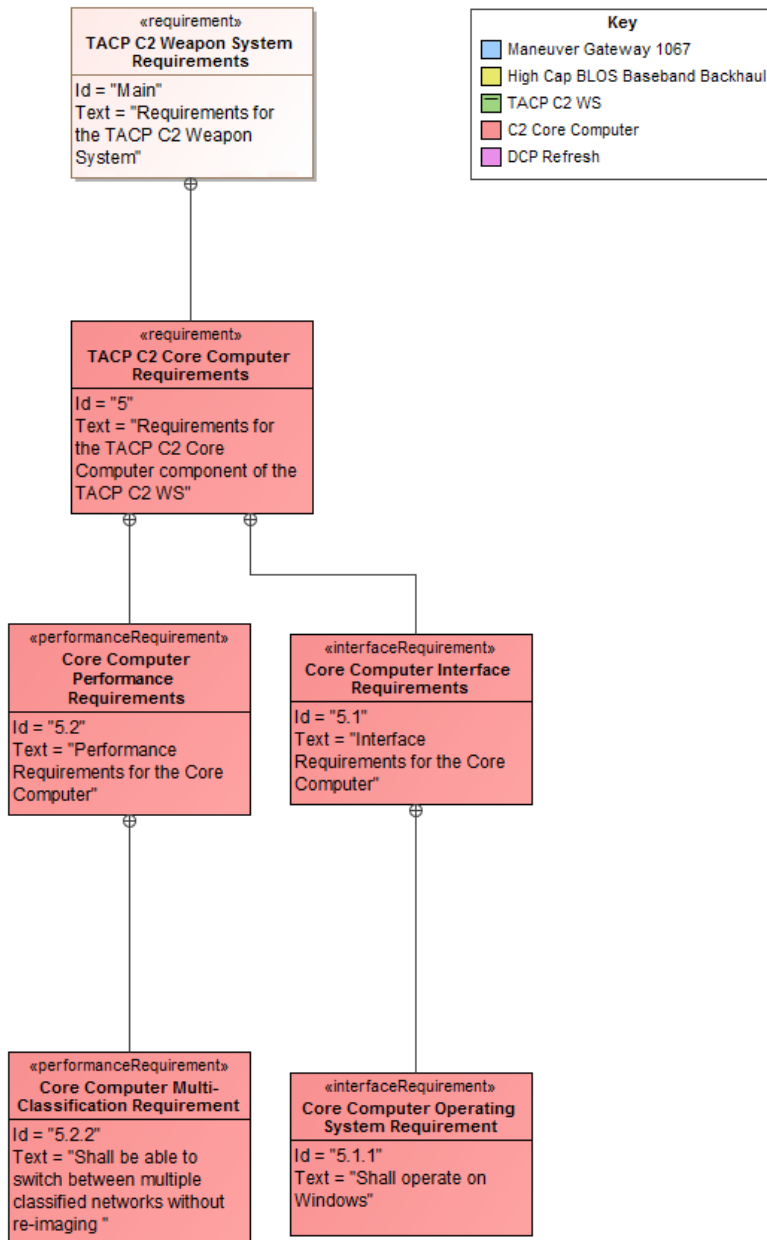 «requirement»
TACP C2 Weapon System
Requirements
Id = "Main"
Text = "Requirements for
the TACP C2 Weapon
System"
Key
Maneuver Gateway 1067
High Cap BLOS Baseband Backhaul
TACP C2 WS
C2 Core Computer
DCP Refresh
«requirement»
TACP C2 Core Computer
Requirements
Id = "5"
Text = "Requirements for
the TACP C2 Core
Computer component of the
TACP C2 WS"
«performanceRequirement»
Core Computer
Performance
Requirements
Id = "5.2"
Text = "Performance
Requirements for the Core
Computer"
«interfaceRequirement»
Core Computer Interface
Requirements
Id = "5.1"
Text = "Interface
Requirements for the Core
Computer"
«performanceRequirement»
Core Computer Multi-
Classification Requirement
Id = "5.2.2"
Text = "Shall be able to
switch between multiple
classified networks without
re-imaging "
«interfaceRequirement»
Core Computer Operating
System Requirement
Id = "5.1.1"
Text = "Shall operate on
Windows"